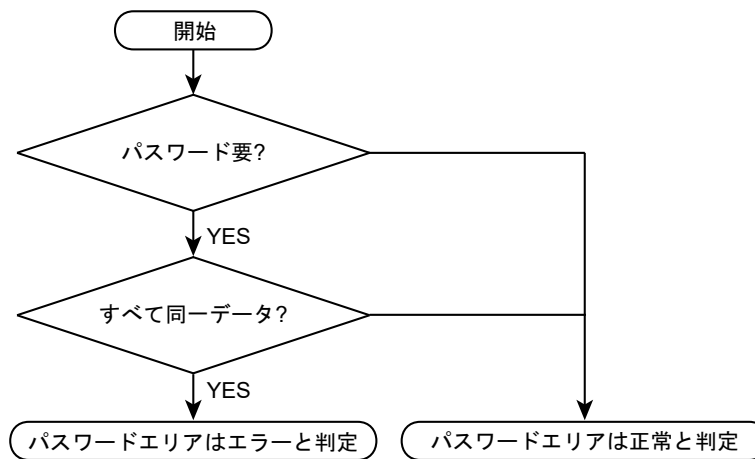 開始
パスワード要?
YES
すべて同一データ?
YES
パスワードエリアはエラーと判定
パスワードエリアは正常と判定